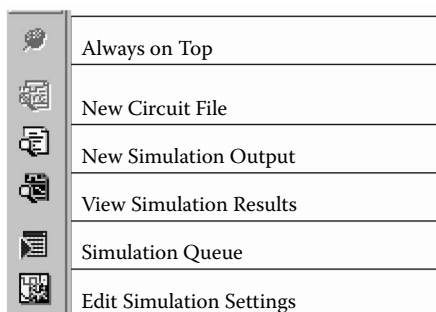 Always on Top
New Circuit File
New Simulation Output
View Simulation Results
Simulation Queue
Edit Simulation Settings